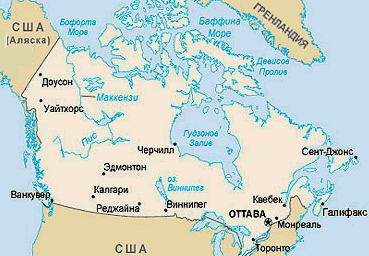 США
(Аляска)
Бофорта
Море
Баффина
Море
ГРЕНЛАНДИЯ
Девисов
Пролив
Доусон
Уайтхорс
Маккензи
Пис
Гудзонов
Залив
Черчилл
Эдмонтон
Сент-Джонс
Ванкувер
Калгари
оз.
Виннипег
Реджайна
Виннипег
ОТТАВА
Квебек
Галифакс
Монреаль
Торонто
США
США